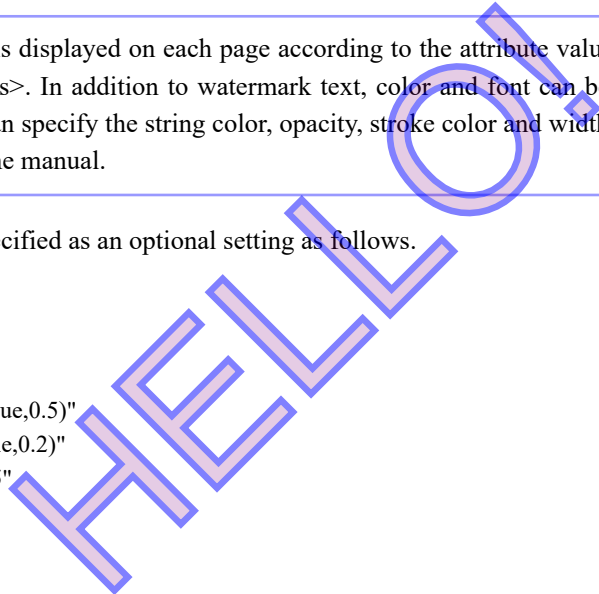 s displayed on each page according to the attribute valu
s>. In addition to watermark text, color and font can b
n specify the string color, opacity, stroke color and widt
e manual.
cified as an optional setting as follows.
ue,0.5)"
e,0.2)"
"
HELLO!